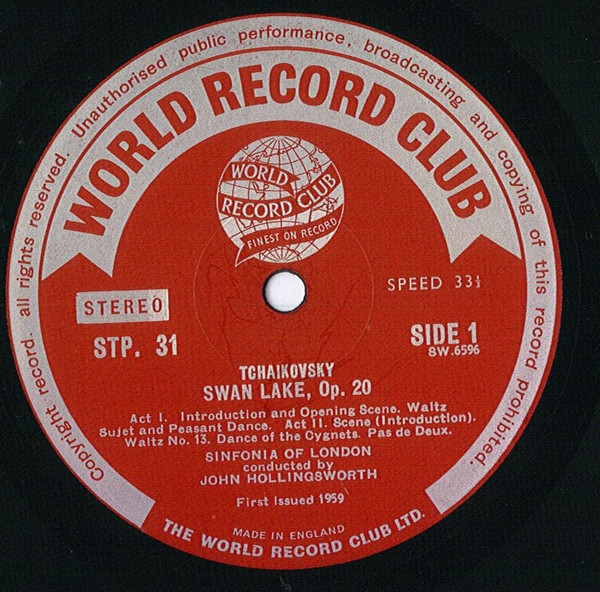 Copyright record. all rights reserved. Unauthorised public performance, broadcasting and copying of this record prohibited.
WORLD RECORD CLUB
WORLD
RECORD CLUB
FINEST ON RECORD
SPEED 33⅓
STEREO
STP. 31
SIDE 1
SW.6596
TCHAIKOVSKY
SWAN LAKE, Op. 20
Act I. Introduction and Opening Scene. Waltz
Sujet and Peasant Dance. Act II. Scene (Introduction).
Waltz No. 13. Dance of the Cygnets. Pas de Deux.
SINFONIA OF LONDON
conducted by
JOHN HOLLINGSWORTH
First Issued 1959
MADE IN ENGLAND
THE WORLD RECORD CLUB LTD.